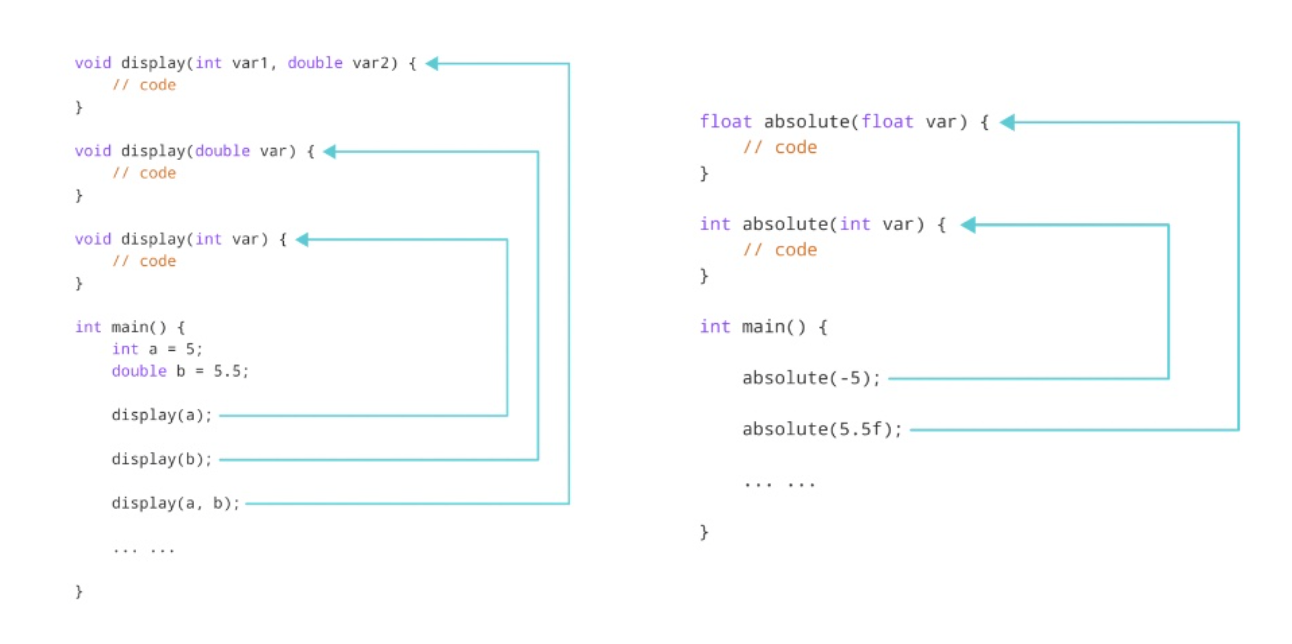 void display(int var1, double var2) {
// code
}
void display(double var) {
// code
}
void display(int var) {
// code
}
int main() {
int a = 5;
double b = 5.5;
display(a);
display(b);
display(a, b);
... ...
}
float absolute(float var) {
// code
}
int absolute(int var) {
// code
}
int main() {
absolute(-5);
absolute(5.5f);
... ...
}